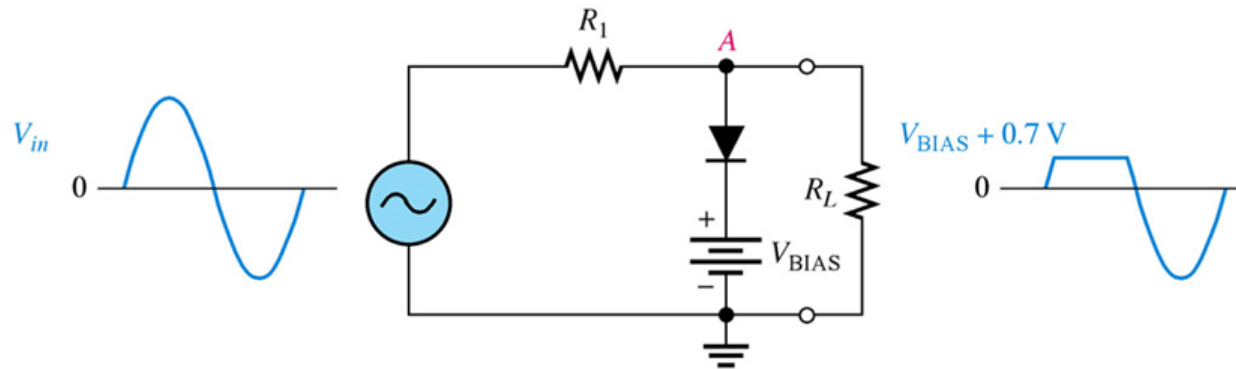 R1
A
Vin
0
VBIAS + 0.7 V
0
RL
+
VBIAS
−